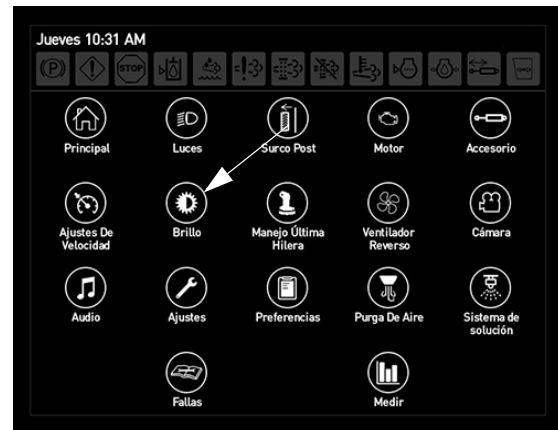 Jueves 10:31 AM
(P) STOP
Principal Luces Surco Post Motor Accesorio
Ajustes De Velocidad Brillo Manejo Última Hilera Ventilador Reverso Cámara
Audio Ajustes Preferencias Purga De Aire Sistema de solución
Fallas Medir